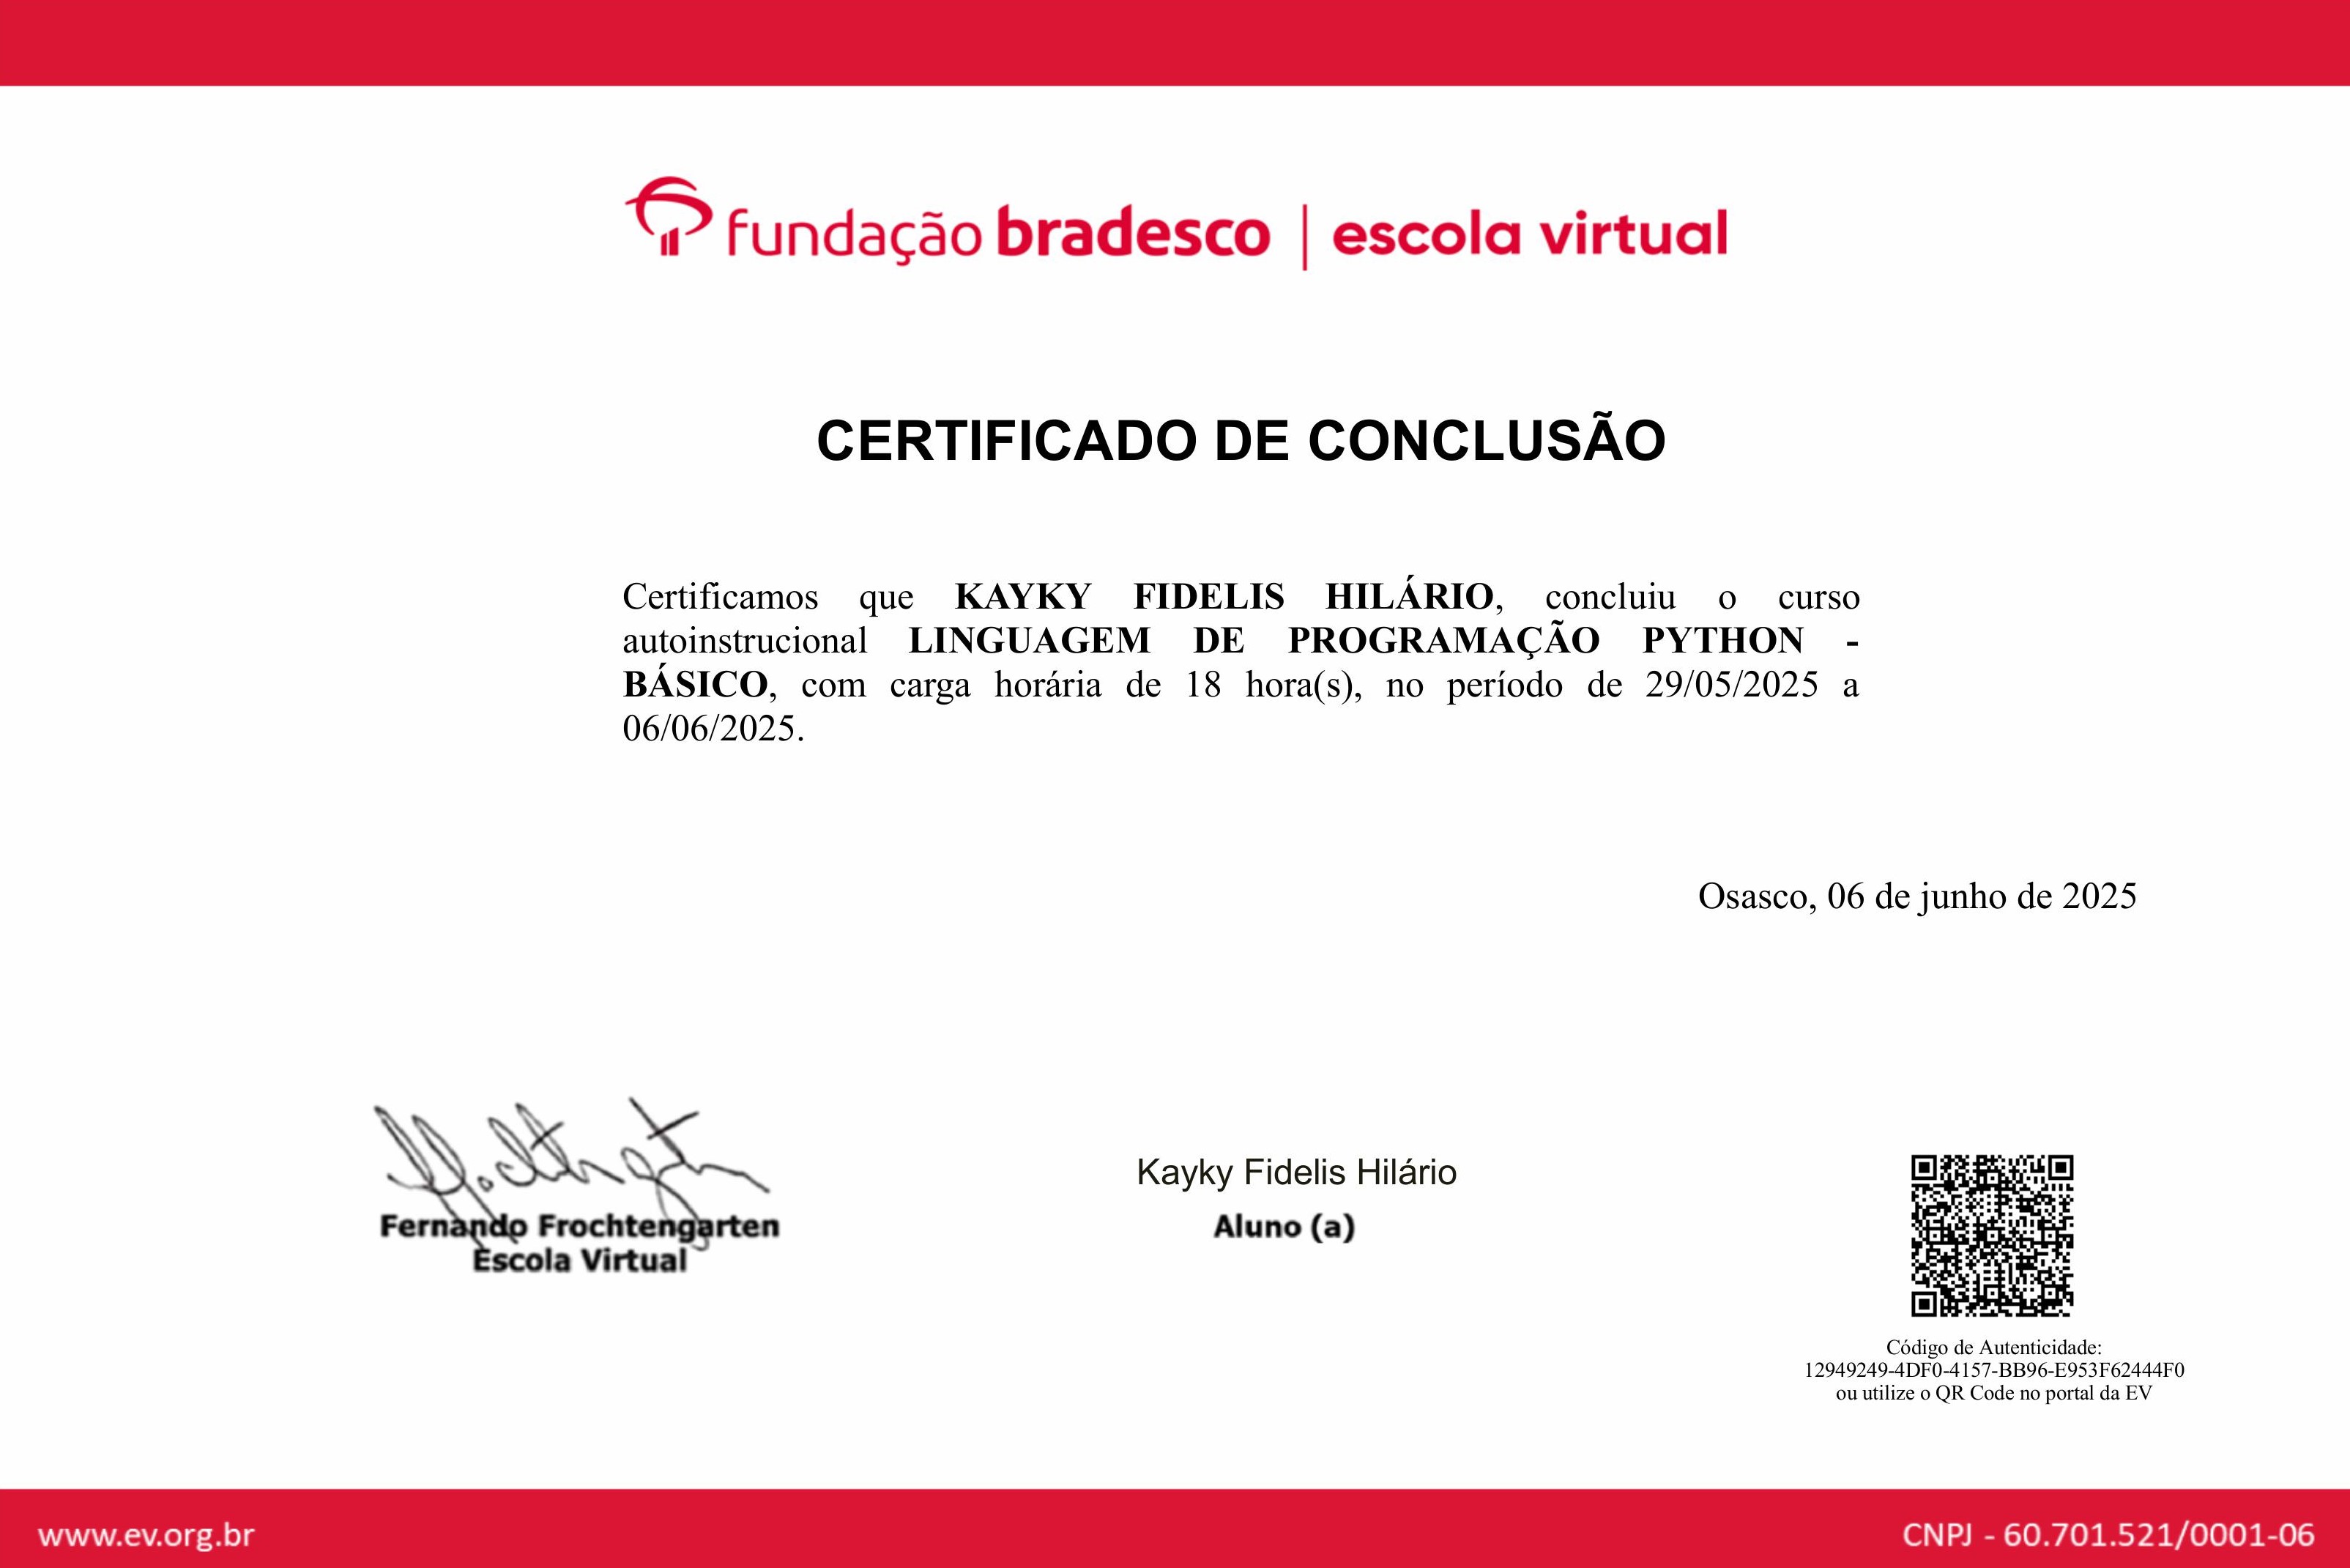 fundação bradesco | escola virtual
CERTIFICADO DE CONCLUSÃO
Certificamos que KAYKY FIDELIS HILÁRIO, concluiu o curso
autoinstrucional LINGUAGEM DE PROGRAMAÇÃO PYTHON -
BÁSICO, com carga horária de 18 hora(s), no período de 29/05/2025 a
06/06/2025.
Osasco, 06 de junho de 2025
Fernando Frochtengarten
Escola Virtual
Kayky Fidelis Hilário
Aluno (a)
Código de Autenticidade:
12949249-4DF0-4157-BB96-E953F62444F0
ou utilize o QR Code no portal da EV
www.ev.org.br
CNPJ - 60.701.521/0001-06